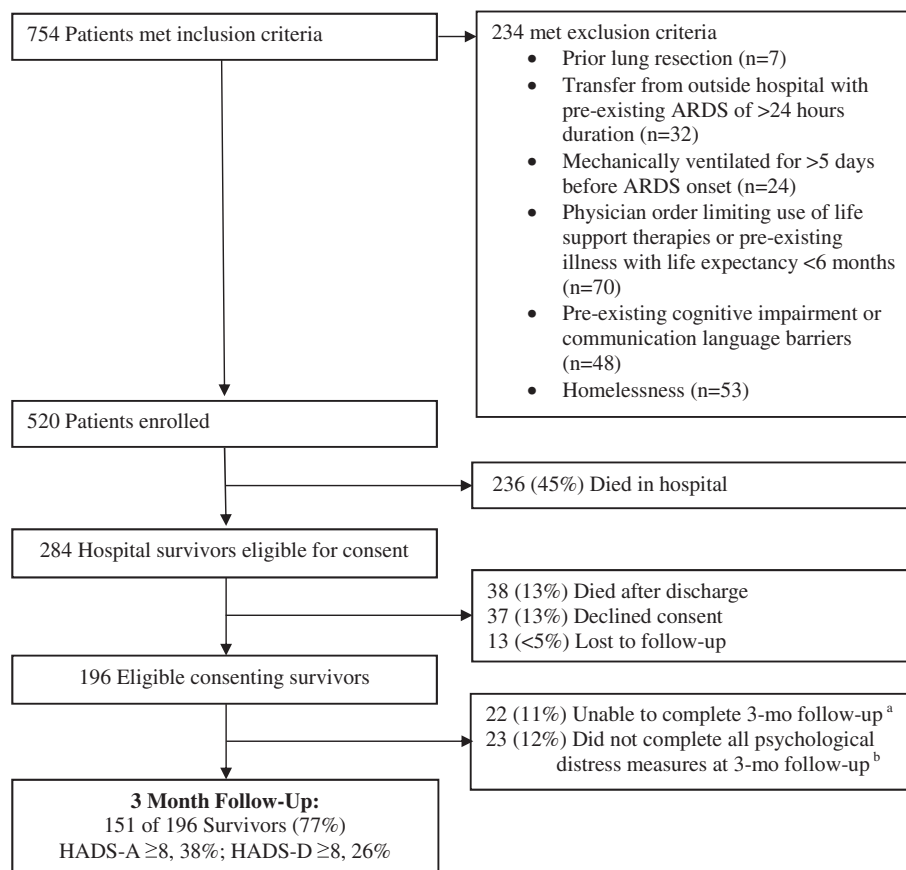 754 Patients met inclusion criteria
234 met exclusion criteria
• Prior lung resection (n=7)
• Transfer from outside hospital with
pre-existing ARDS of >24 hours
duration (n=32)
• Mechanically ventilated for >5 days
before ARDS onset (n=24)
• Physician order limiting use of life
support therapies or pre-existing
illness with life expectancy <6 months
(n=70)
• Pre-existing cognitive impairment or
communication language barriers
(n=48)
• Homelessness (n=53)
520 Patients enrolled
236 (45%) Died in hospital
284 Hospital survivors eligible for consent
38 (13%) Died after discharge
37 (13%) Declined consent
13 (<5%) Lost to follow-up
196 Eligible consenting survivors
22 (11%) Unable to complete 3-mo follow-up a
23 (12%) Did not complete all psychological
distress measures at 3-mo follow-up b
3 Month Follow-Up:
151 of 196 Survivors (77%)
HADS-A ≥8, 38%; HADS-D ≥8, 26%